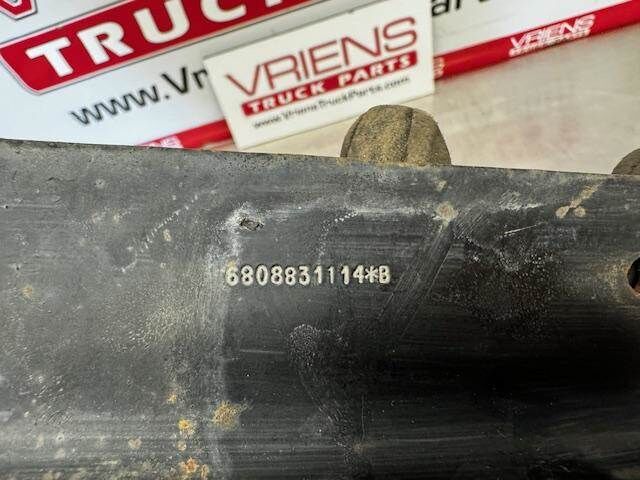 TRUCK
www.Vr
VRIENS
TRUCK PARTS
www.VriensTruckParts.com
VRIENS
6808831114*B